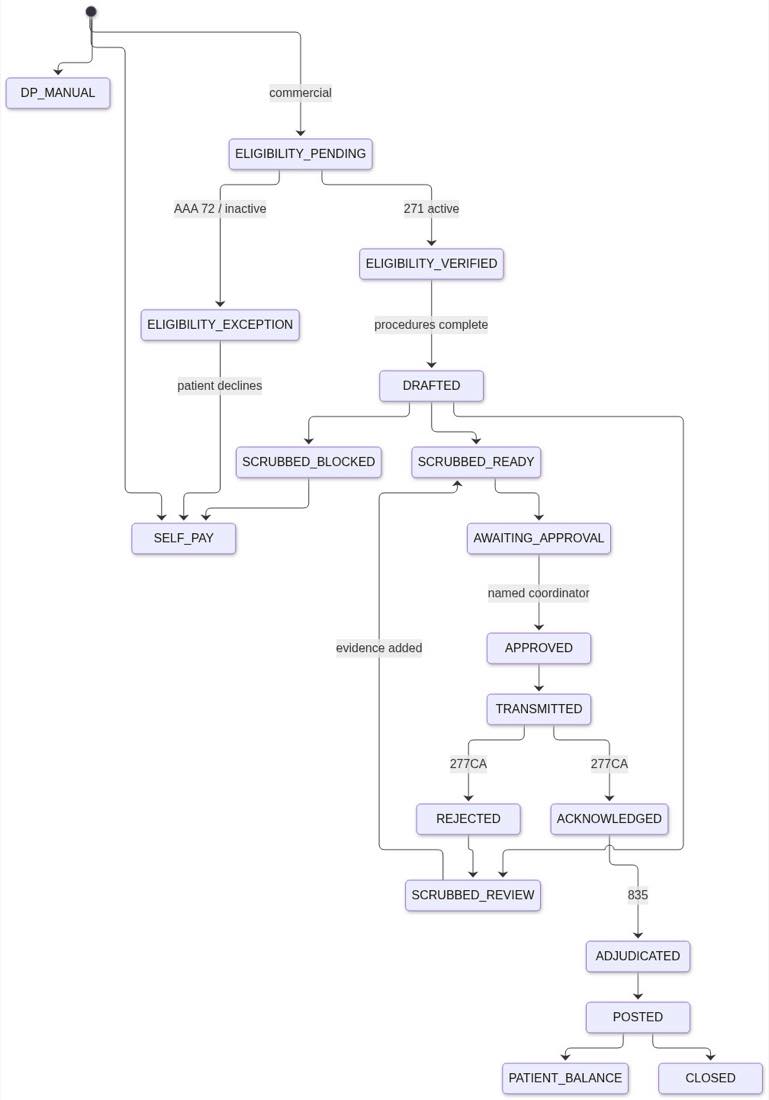 DP_MANUAL
commercial
ELIGIBILITY_PENDING
AAA 72 / inactive
271 active
ELIGIBILITY_VERIFIED
ELIGIBILITY_EXCEPTION
procedures complete
patient declines
DRAFTED
SCRUBBED_BLOCKED
SCRUBBED_READY
SELF_PAY
AWAITING_APPROVAL
named coordinator
evidence added
APPROVED
TRANSMITTED
277CA
277CA
REJECTED
ACKNOWLEDGED
SCRUBBED_REVIEW
835
ADJUDICATED
POSTED
PATIENT_BALANCE
CLOSED